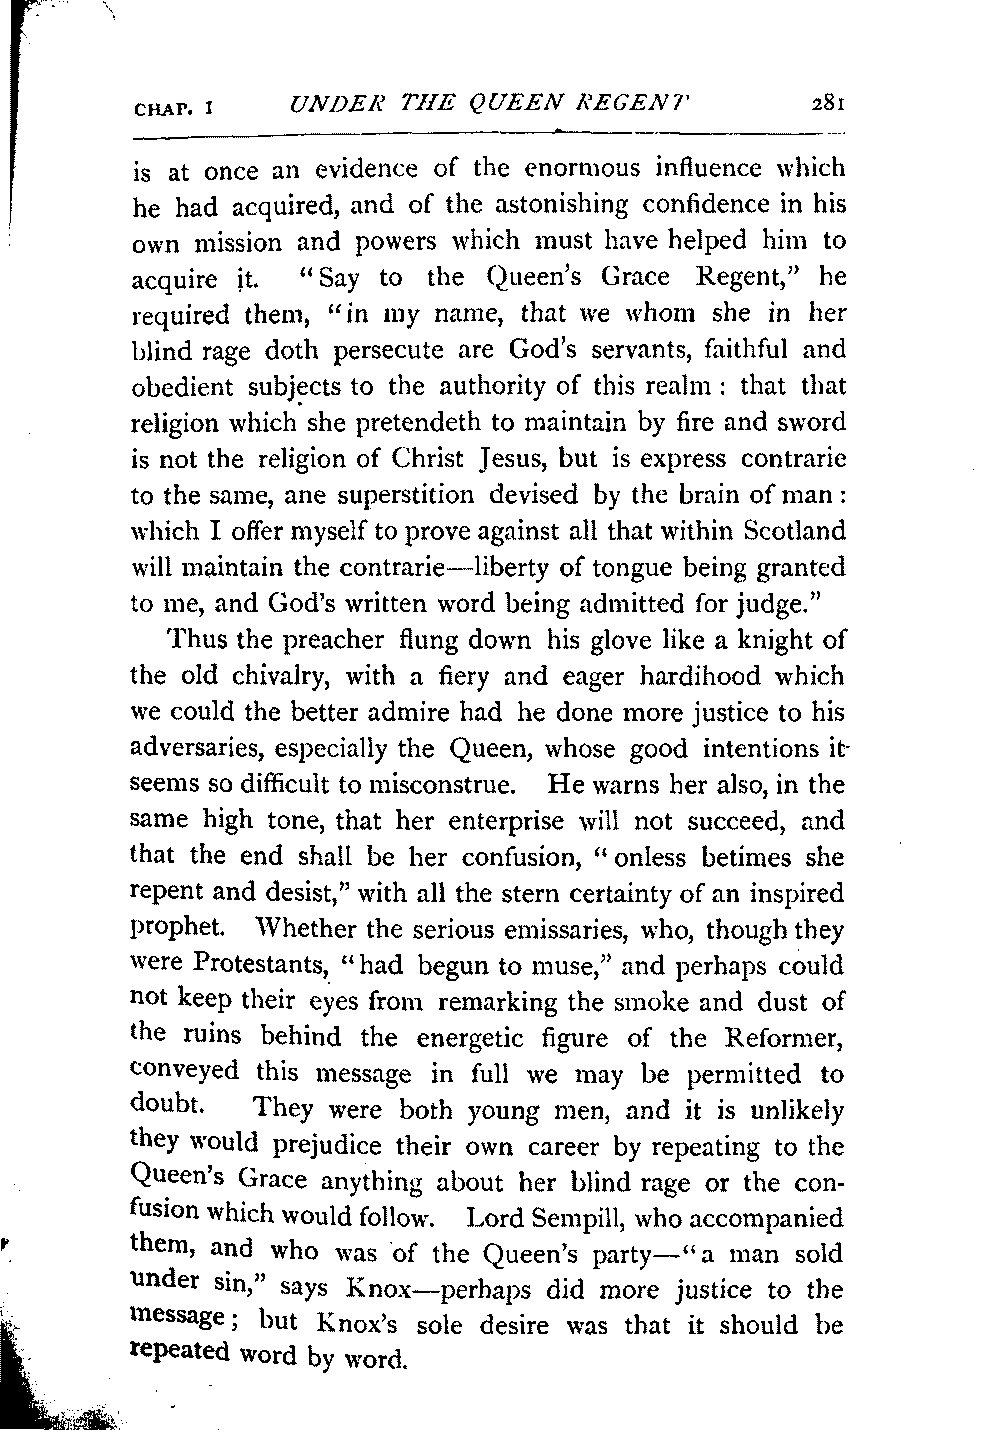 CHAP. I UNDER THE QUEEN REGENT 281
is at once an evidence of the enormous influence which
he had acquired, and of the astonishing confidence in his
own mission and powers which must have helped him to
acquire it. “Say to the Queen’s Grace Regent,” he
required them, “in my name, that we whom she in her
blind rage doth persecute are God’s servants, faithful and
obedient subjects to the authority of this realm : that that
religion which she pretendeth to maintain by fire and sword
is not the religion of Christ Jesus, but is express contrarie
to the same, ane superstition devised by the brain of man :
which I offer myself to prove against all that within Scotland
will maintain the contrarie—liberty of tongue being granted
to me, and God’s written word being admitted for judge.”
Thus the preacher flung down his glove like a knight of
the old chivalry, with a fiery and eager hardihood which
we could the better admire had he done more justice to his
adversaries, especially the Queen, whose good intentions it
seems so difficult to misconstrue. He warns her also, in the
same high tone, that her enterprise will not succeed, and
that the end shall be her confusion, “onless betimes she
repent and desist,” with all the stern certainty of an inspired
prophet. Whether the serious emissaries, who, though they
were Protestants, “had begun to muse,” and perhaps could
not keep their eyes from remarking the smoke and dust of
the ruins behind the energetic figure of the Reformer,
conveyed this message in full we may be permitted to
doubt. They were both young men, and it is unlikely
they would prejudice their own career by repeating to the
Queen’s Grace anything about her blind rage or the con-
fusion which would follow. Lord Sempill, who accompanied
them, and who was of the Queen’s party—“a man sold
under sin,” says Knox—perhaps did more justice to the
message; but Knox’s sole desire was that it should be
repeated word by word.